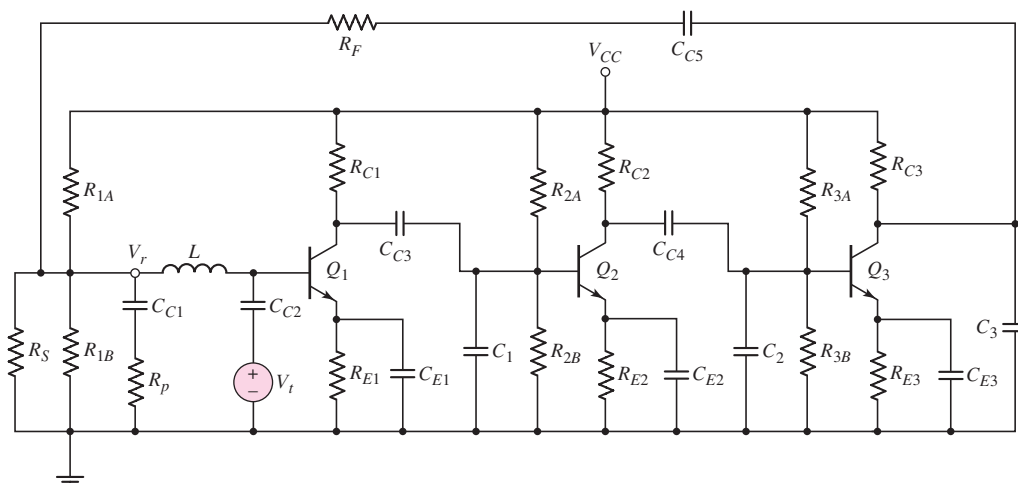 R_F
C_C5
V_CC
R_C1
R_C2
R_C3
R_1A
R_2A
R_3A
V_r
L
C_C3
C_C4
Q_1
Q_2
Q_3
C_C1
C_C2
R_S
R_1B
R_p
+
−
V_t
R_E1
C_E1
C_1
R_2B
R_E2
C_E2
C_2
R_3B
R_E3
C_E3
C_3